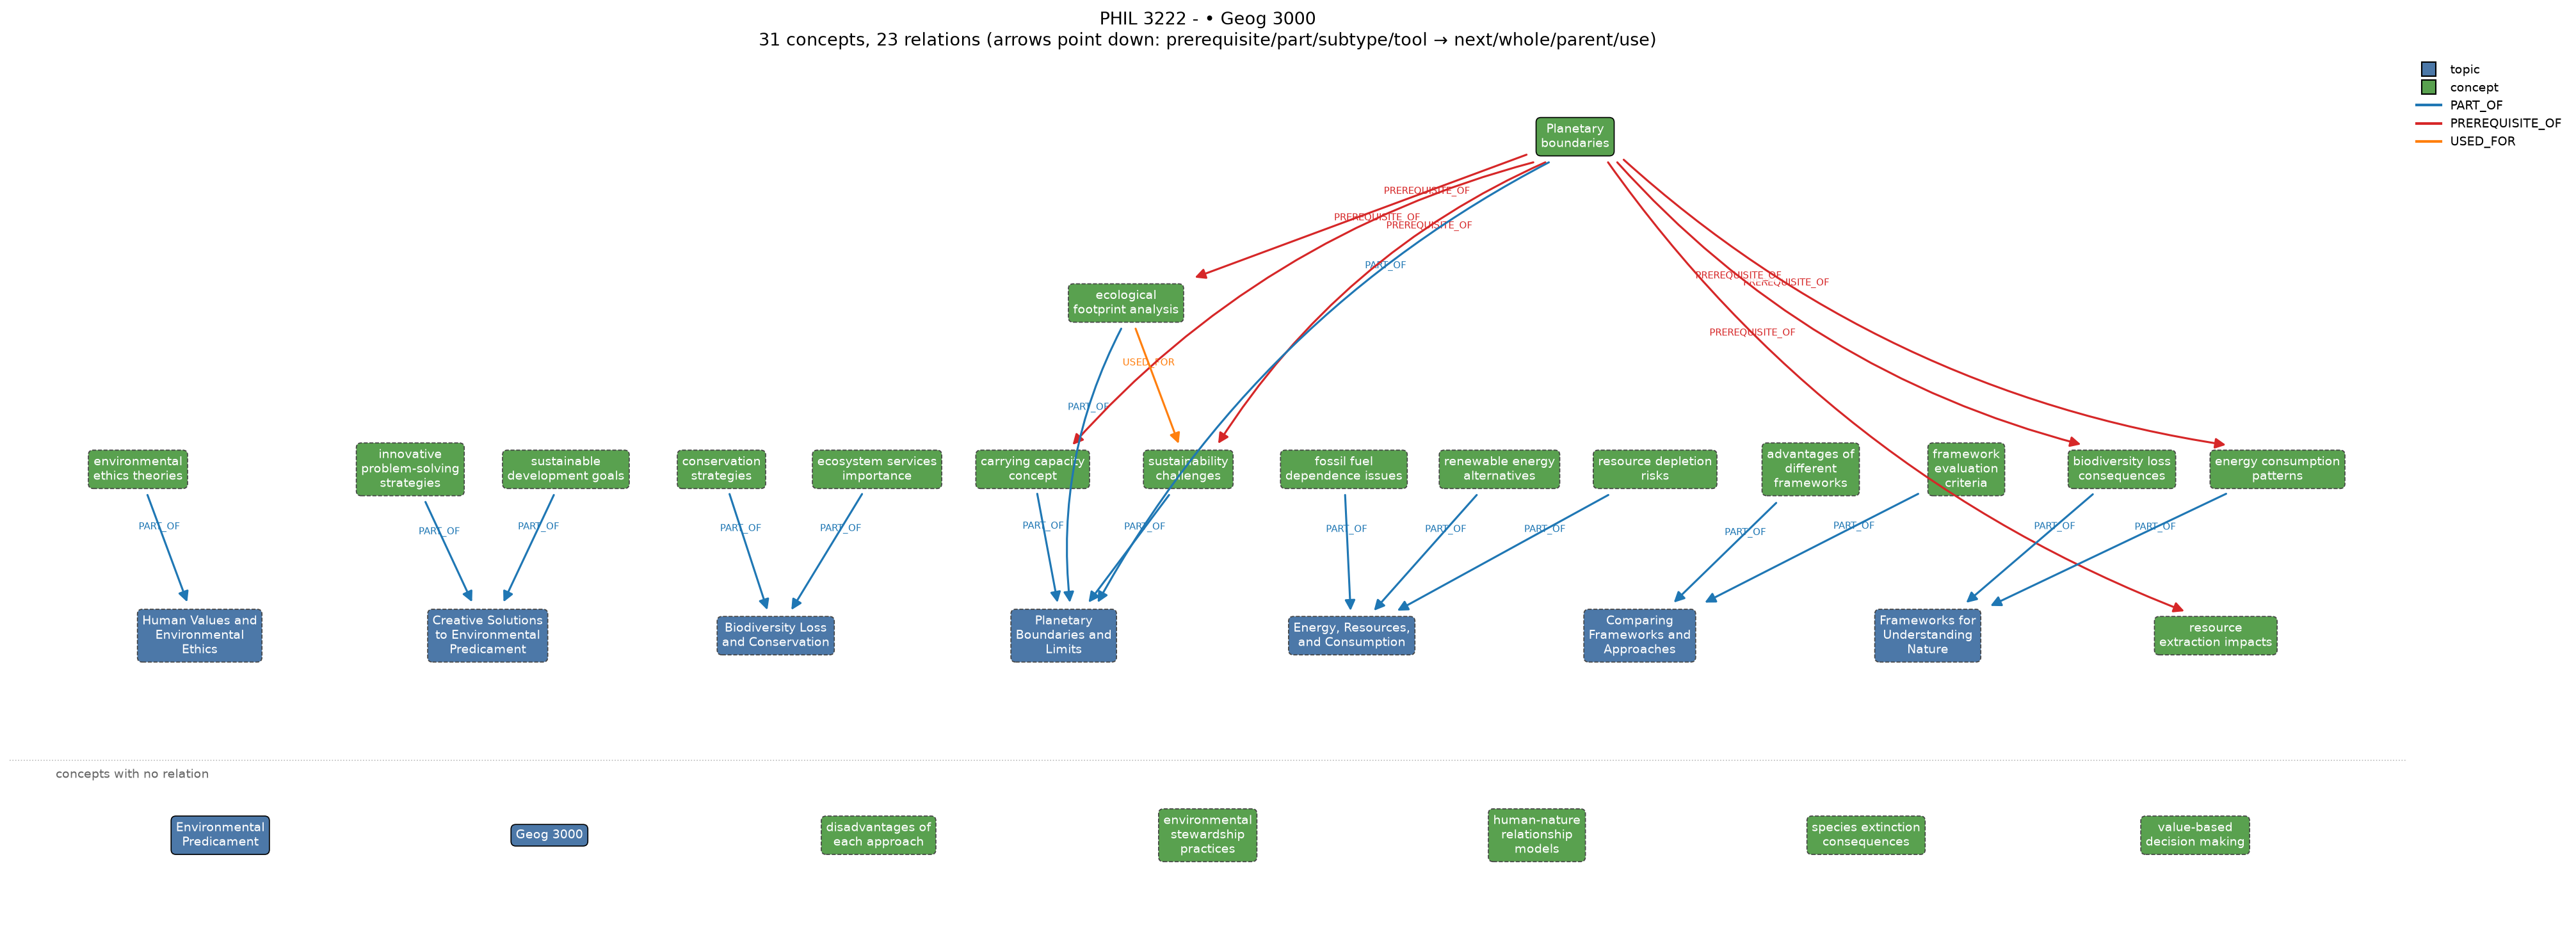 PHIL 3222 - • Geog 3000
31 concepts, 23 relations (arrows point down: prerequisite/part/subtype/tool → next/whole/parent/use)
topic
concept
PART_OF
PREREQUISITE_OF
USED_FOR
Planetary
boundaries
PREREQUISITE_OF
PREREQUISITE_OF
PREREQUISITE_OF
PART_OF
PREREQUISITE_OF
PREREQUISITE_OF
PREREQUISITE_OF
ecological
footprint analysis
USED_FOR
PART_OF
environmental
ethics theories
innovative
problem-solving
strategies
sustainable
development goals
conservation
strategies
ecosystem services
importance
carrying capacity
concept
sustainability
challenges
fossil fuel
dependence issues
renewable energy
alternatives
resource depletion
risks
advantages of
different
frameworks
framework
evaluation
criteria
biodiversity loss
consequences
energy consumption
patterns
PART_OF
PART_OF
PART_OF
PART_OF
PART_OF
PART_OF
PART_OF
PART_OF
PART_OF
PART_OF
PART_OF
PART_OF
PART_OF
PART_OF
Human Values and
Environmental
Ethics
Creative Solutions
to Environmental
Predicament
Biodiversity Loss
and Conservation
Planetary
Boundaries and
Limits
Energy, Resources,
and Consumption
Comparing
Frameworks and
Approaches
Frameworks for
Understanding
Nature
resource
extraction impacts
concepts with no relation
Environmental
Predicament
Geog 3000
disadvantages of
each approach
environmental
stewardship
practices
human-nature
relationship
models
species extinction
consequences
value-based
decision making